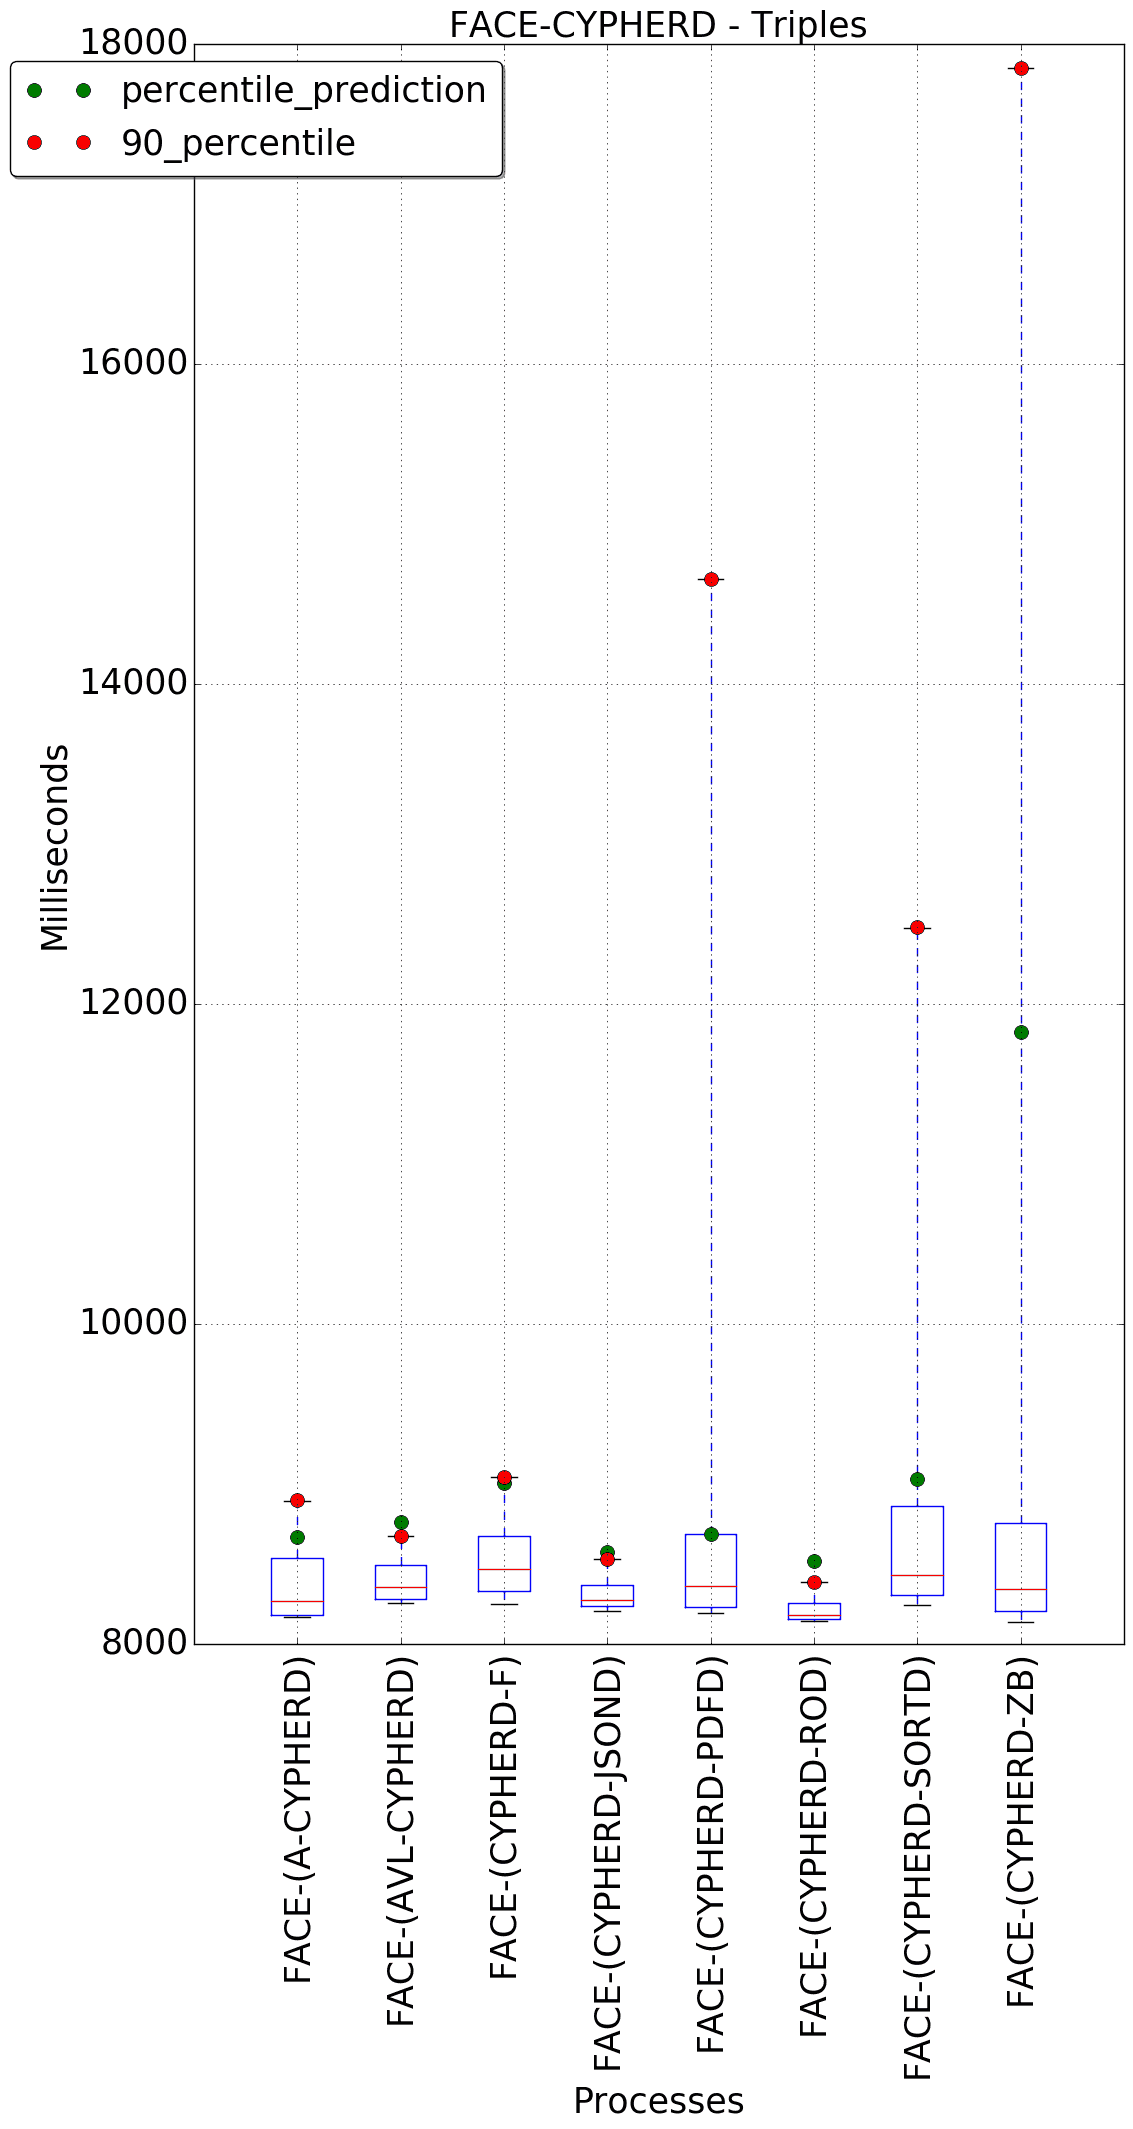 FACE-CYPHERD - Triples
percentile_prediction
90_percentile
18000
16000
14000
12000
10000
8000
Milliseconds
FACE-(A-CYPHERD)
FACE-(AVL-CYPHERD)
FACE-(CYPHERD-F)
FACE-(CYPHERD-JSOND)
FACE-(CYPHERD-PDFD)
FACE-(CYPHERD-ROD)
FACE-(CYPHERD-SORTD)
FACE-(CYPHERD-ZB)
Processes